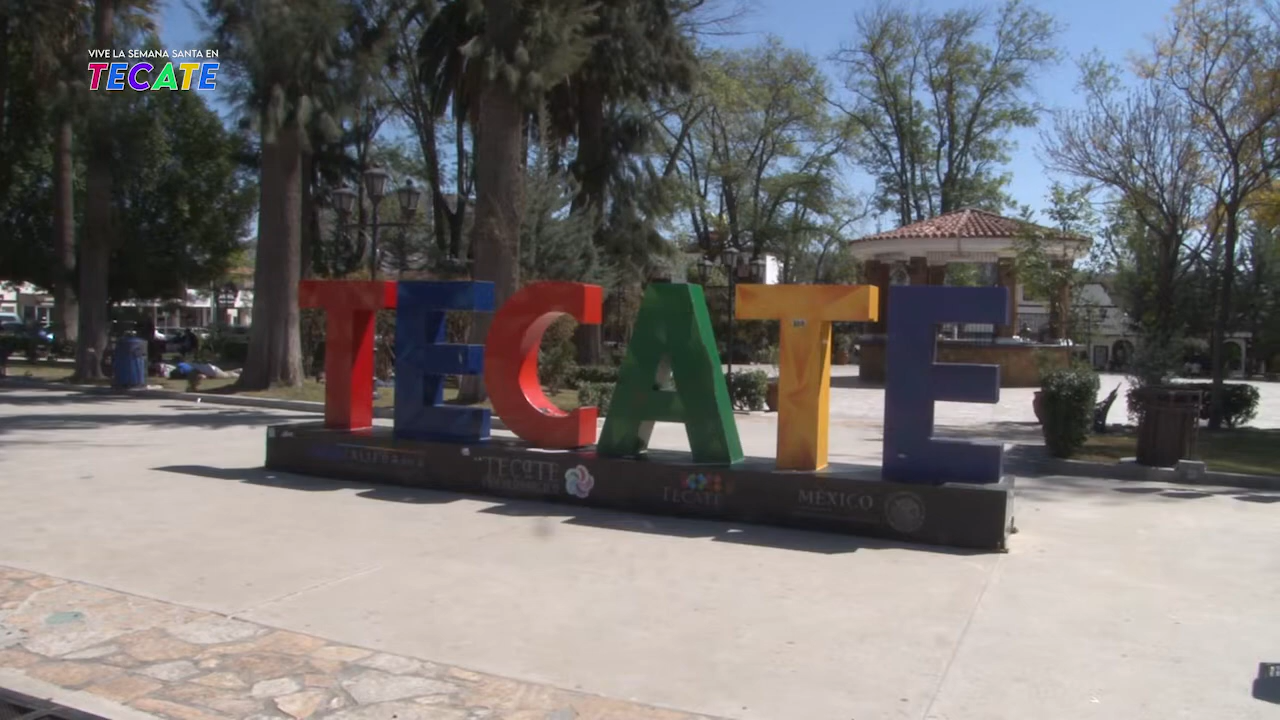 VIVE LA SEMANA SANTA EN
TECATE
TECATE
TECATE
TECATE
MÉXICO